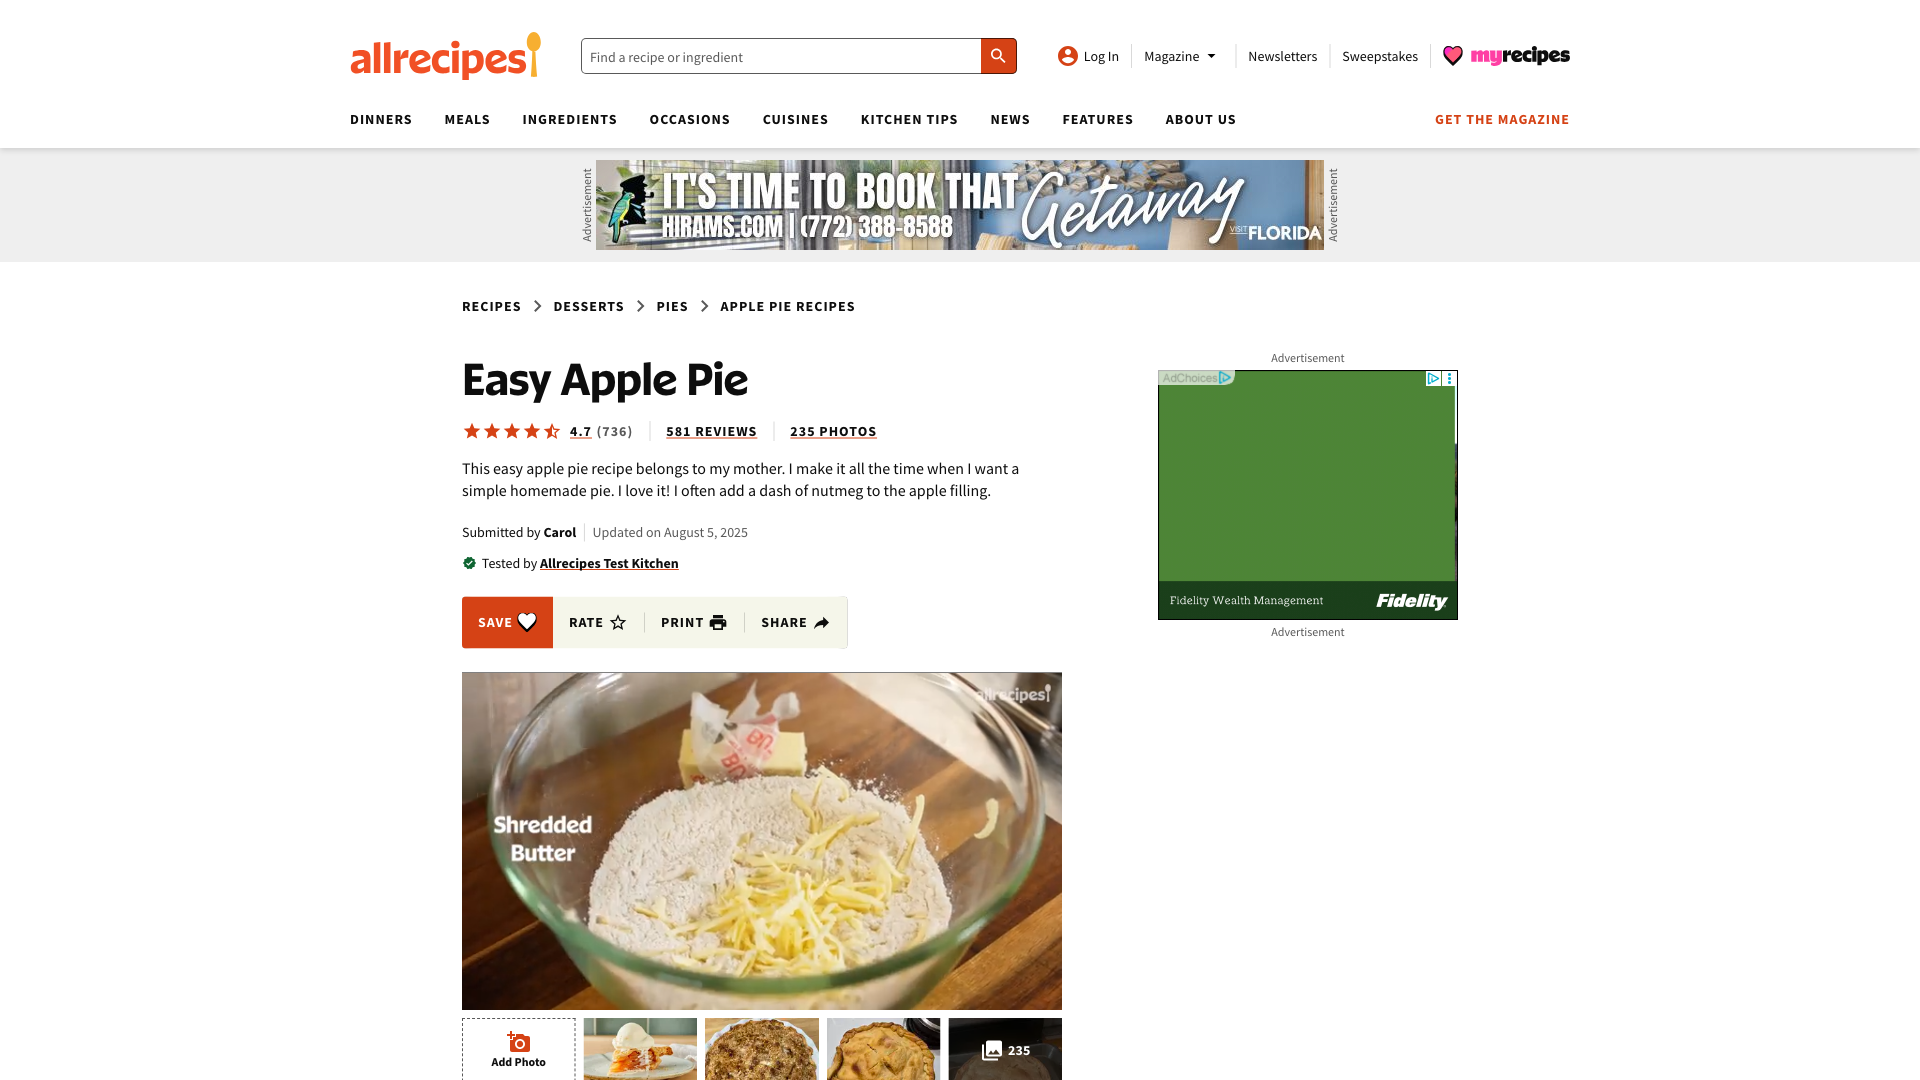 allrecipes
Find a recipe or ingredient
Log In
Magazine
Newsletters
Sweepstakes
myrecipes
DINNERS
MEALS
INGREDIENTS
OCCASIONS
CUISINES
KITCHEN TIPS
NEWS
FEATURES
ABOUT US
GET THE MAGAZINE
Advertisement
IT'S TIME TO BOOK THAT Getaway
HIRAMS.COM | (772) 388-8588
VISIT FLORIDA
Advertisement
RECIPES
DESSERTS
PIES
APPLE PIE RECIPES
Easy Apple Pie
4.7 (736)
581 REVIEWS
235 PHOTOS
This easy apple pie recipe belongs to my mother. I make it all the time when I want a
simple homemade pie. I love it! I often add a dash of nutmeg to the apple filling.
Submitted by Carol
Updated on August 5, 2025
Tested by Allrecipes Test Kitchen
SAVE
RATE
PRINT
SHARE
allrecipes
Shredded
Butter
Add Photo
235
Advertisement
AdChoices
Fidelity Wealth Management
Fidelity
Advertisement